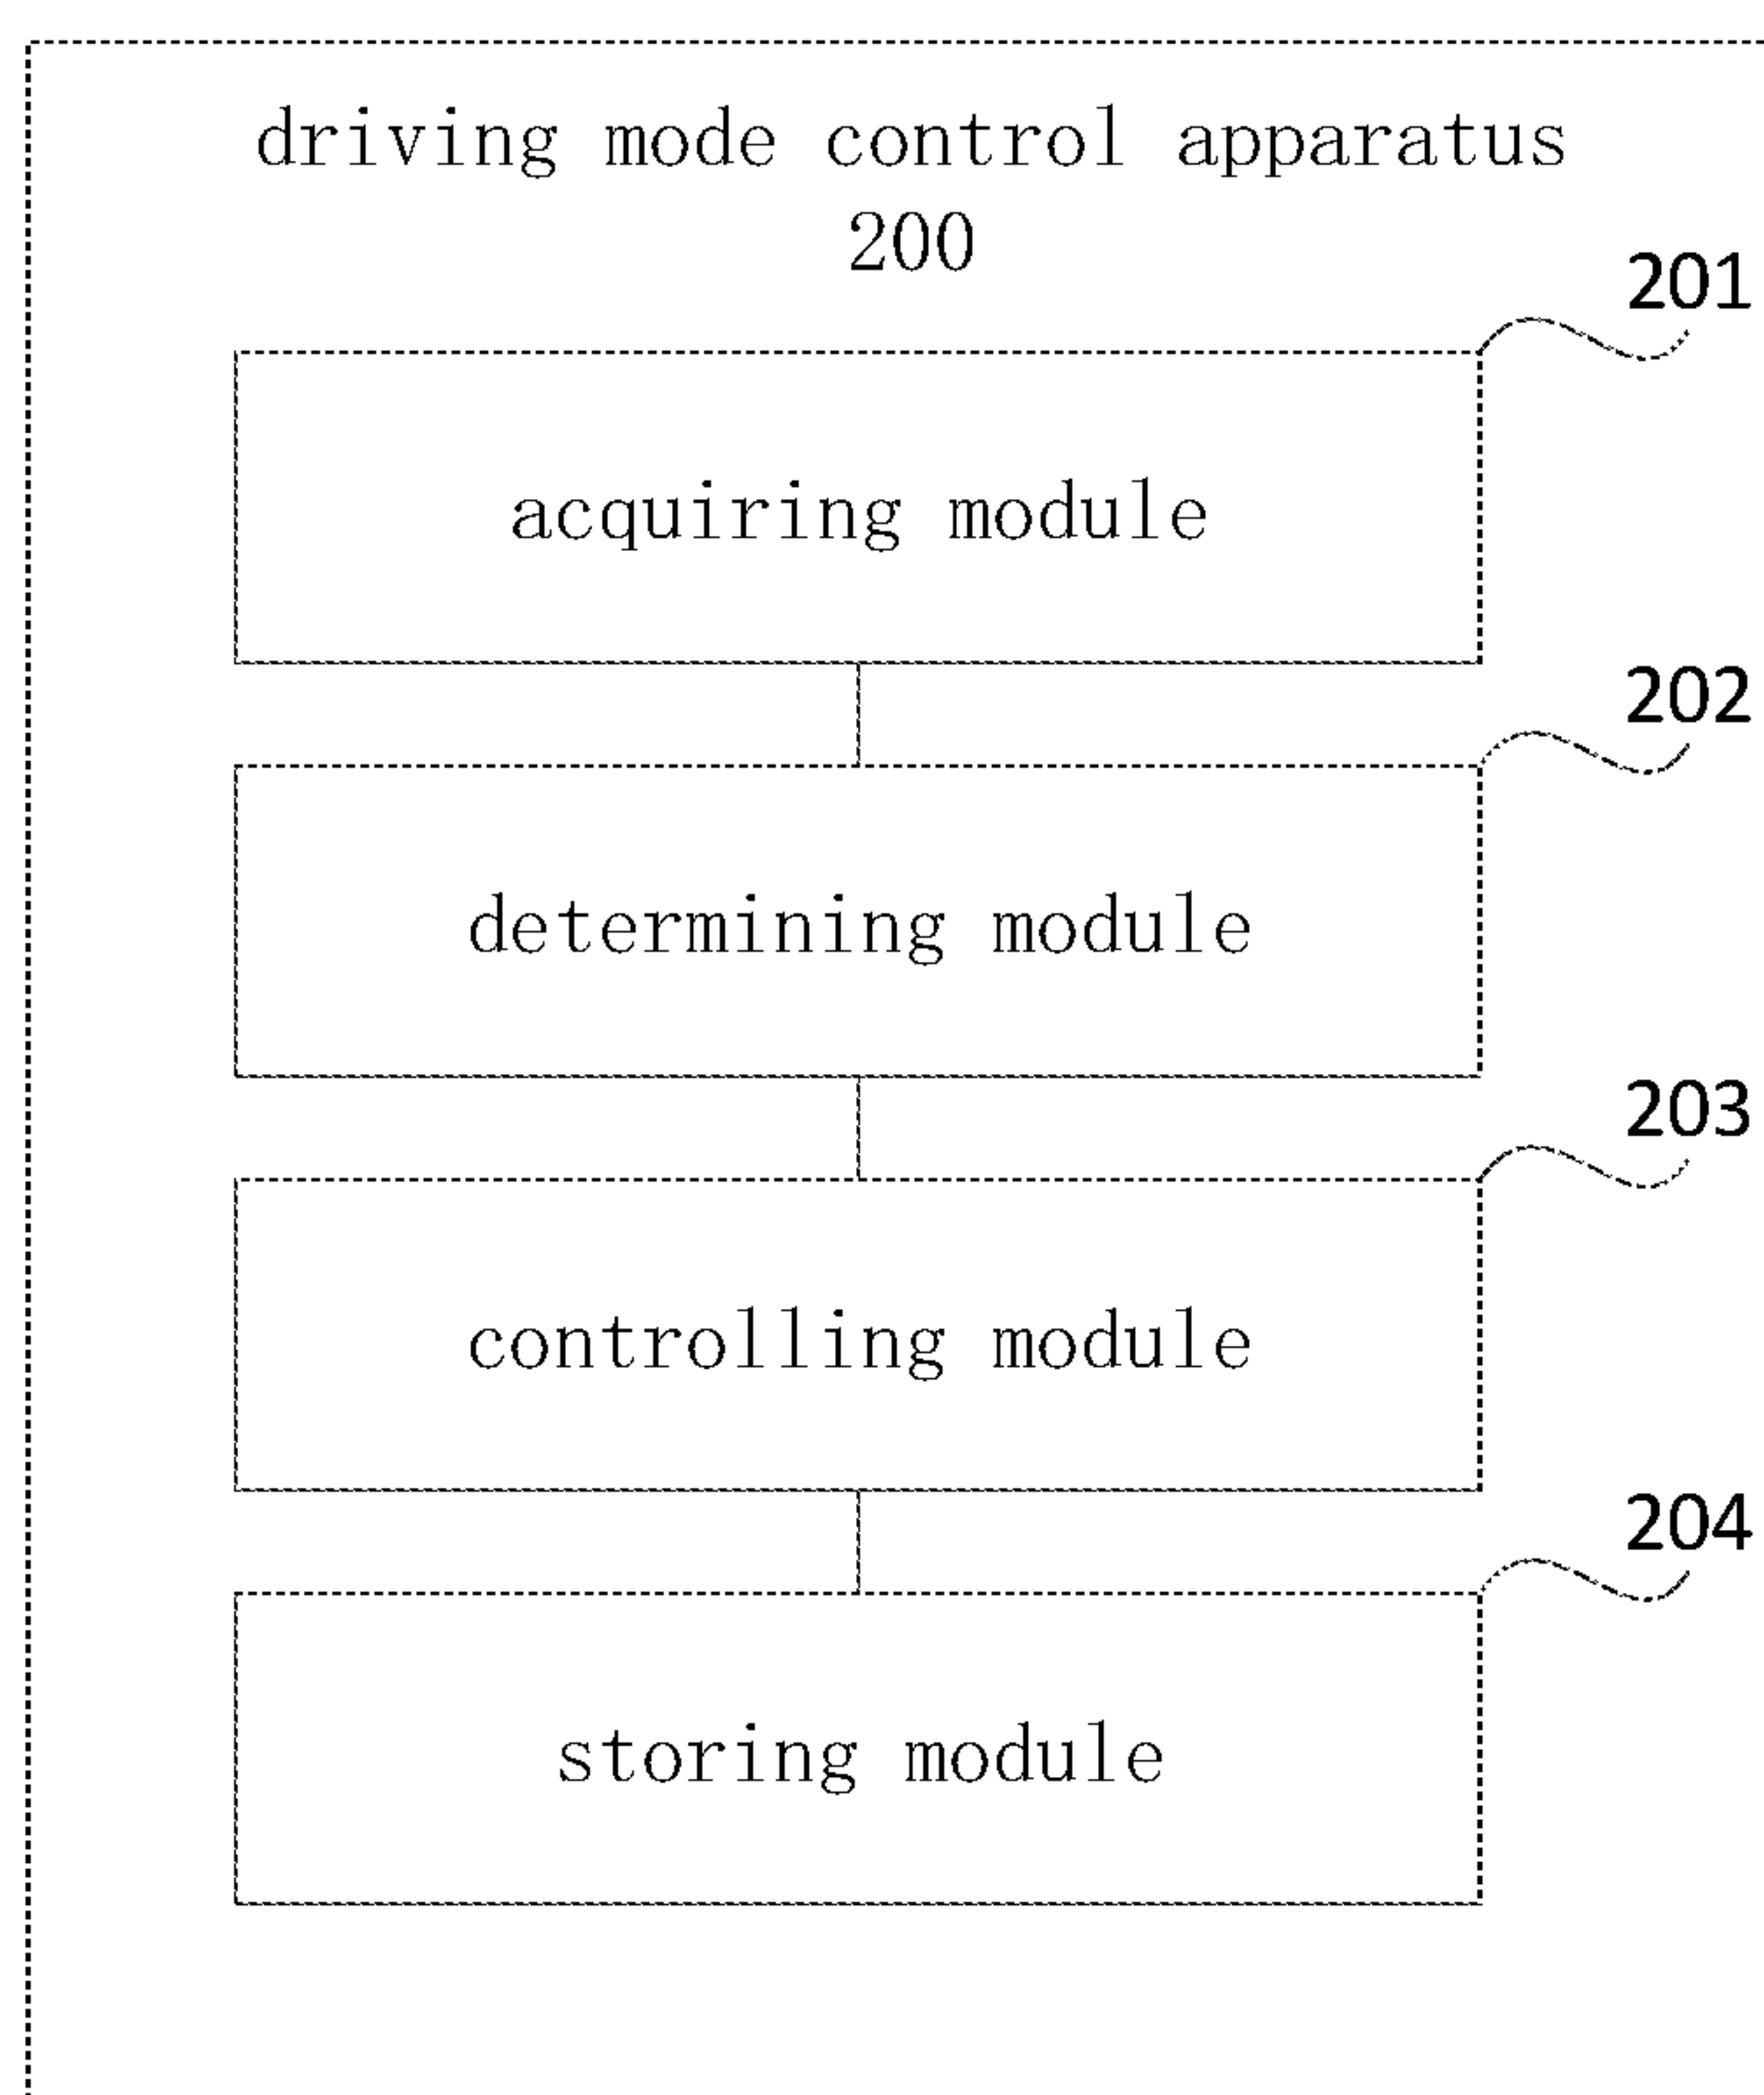 driving mode control apparatus
200
201
acquiring module
202
determining module
203
controlling module
204
storing module